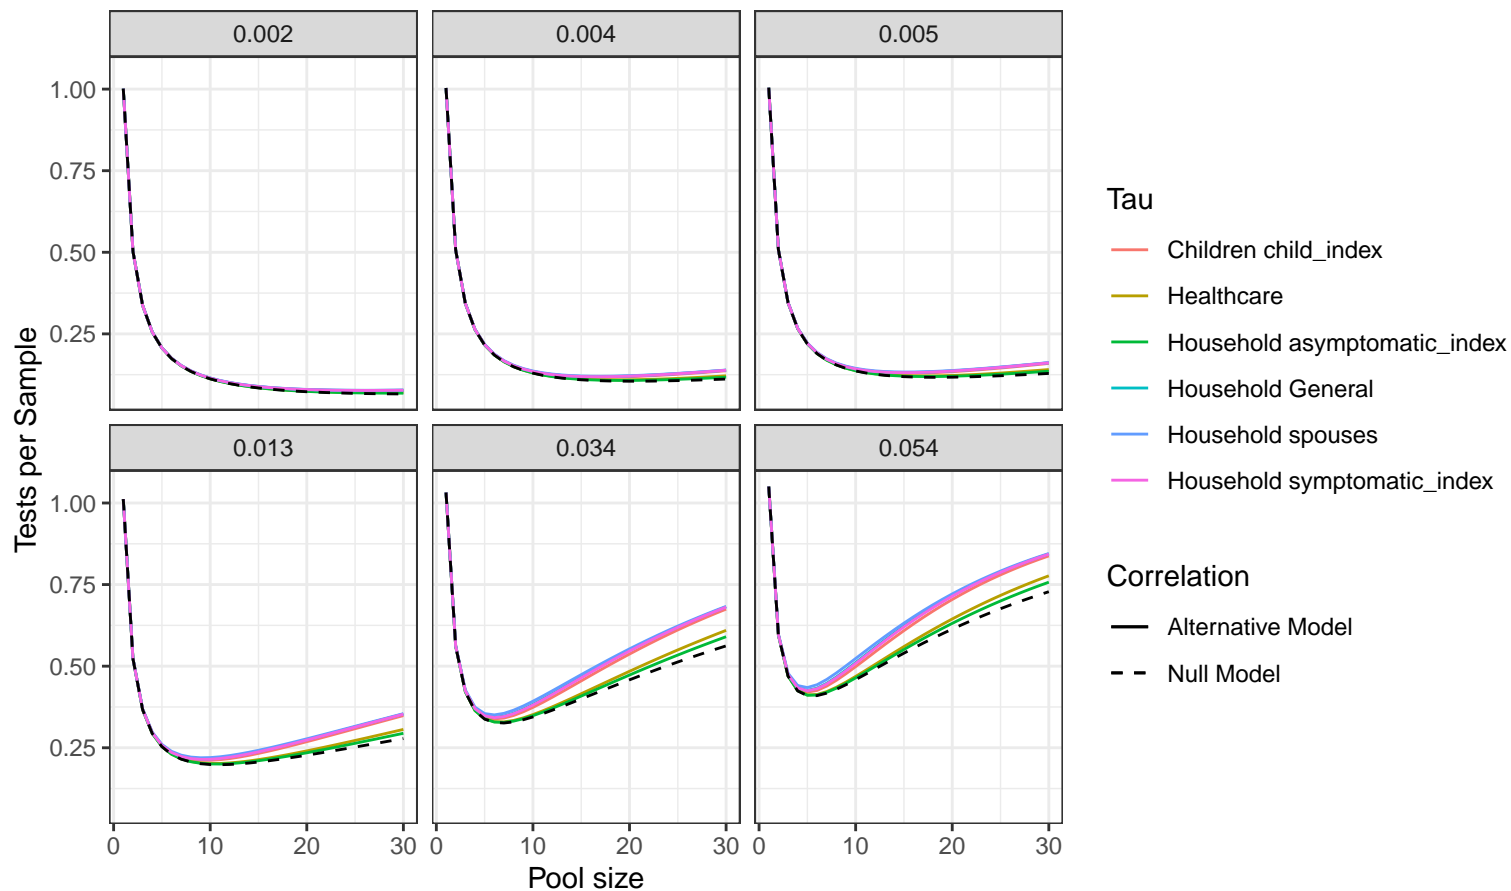 0.002
0.004
0.005
1.00
0.75
0.50
0.25
0.013
0.034
0.054
1.00
0.75
0.50
0.25
0 10 20 30
0 10 20 30
0 10 20 30
Pool size
Tests per Sample
Tau
Children child_index
Healthcare
Household asymptomatic_index
Household General
Household spouses
Household symptomatic_index
Correlation
Alternative Model
Null Model